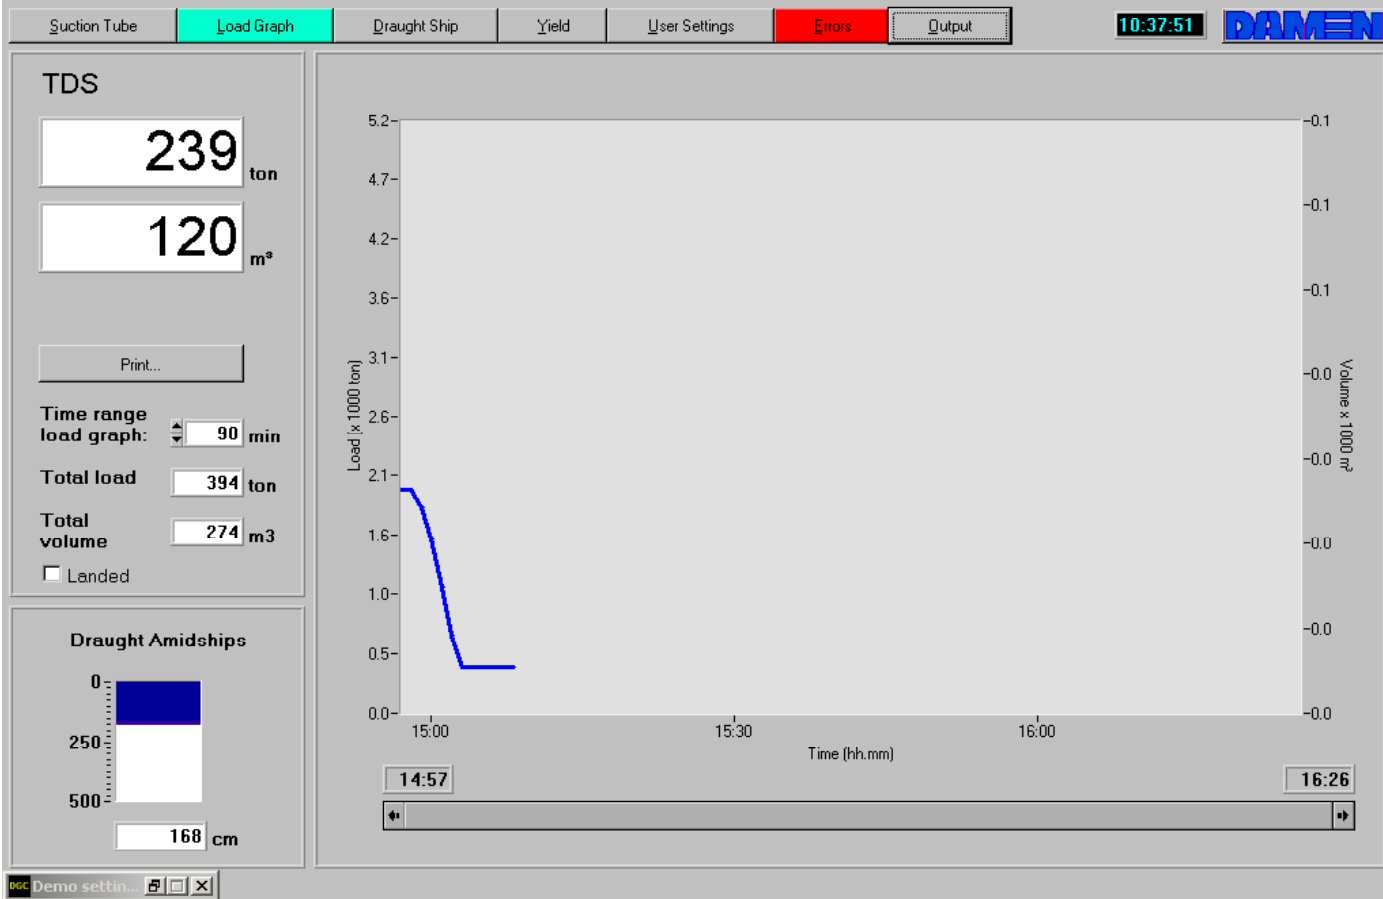 Suction Tube
Load Graph
Draught Ship
Yield
User Settings
Errors
Output
10:37:51
DAMEN
TDS
239 ton
120 m³
Print...
Time range
load graph: 90 min
Total load 394 ton
Total
volume 274 m3
Landed
Draught Amidships
0
250
500
168 cm
Load (x 1000 ton)
5.2
4.7
4.2
3.6
3.1
2.6
2.1
1.6
1.0
0.5
0.0
0.1
0.1
0.1
0.0
0.0
0.0
0.0
0.0
Volume x 1000 m³
15:00
15:30
16:00
Time (hh.mm)
14:57
16:26
DGC Demo settin...